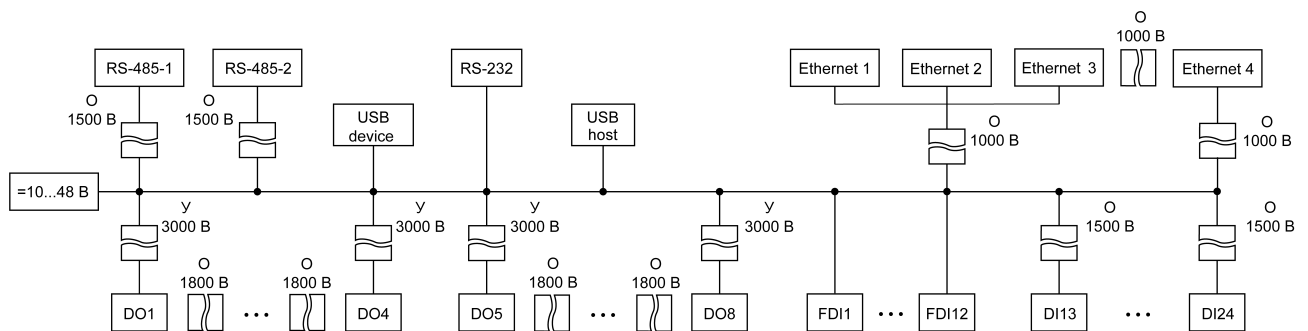 О
1000 В
RS-485-1
RS-485-2
RS-232
Ethernet 1
Ethernet 2
Ethernet 3
Ethernet 4
О
1500 В
О
1500 В
USB
device
USB
host
О
1000 В
О
1000 В
=10...48 В
У
3000 В
У
3000 В
У
3000 В
У
3000 В
О
1500 В
О
1500 В
О
1800 В
О
1800 В
О
1800 В
О
1800 В
DO1
...
DO4
DO5
...
DO8
FDI1
...
FDI12
DI13
...
DI24